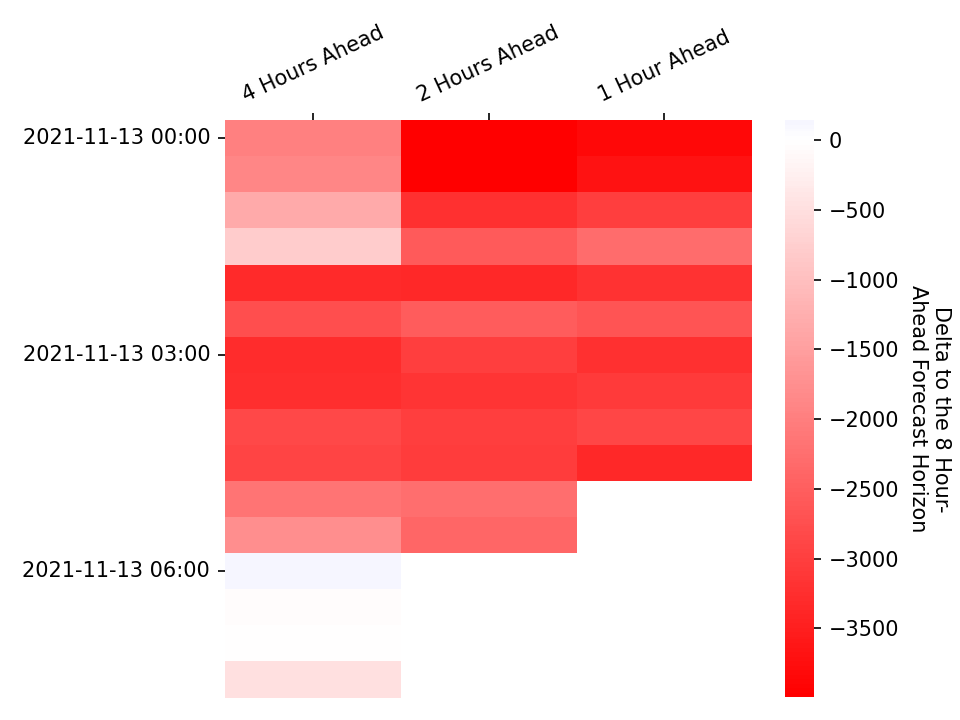 4 Hours Ahead
2 Hours Ahead
1 Hour Ahead
2021-11-13 00:00
2021-11-13 03:00
2021-11-13 06:00
0
−500
−1000
−1500
−2000
−2500
−3000
−3500
Delta to the 8 Hour-
Ahead Forecast Horizon